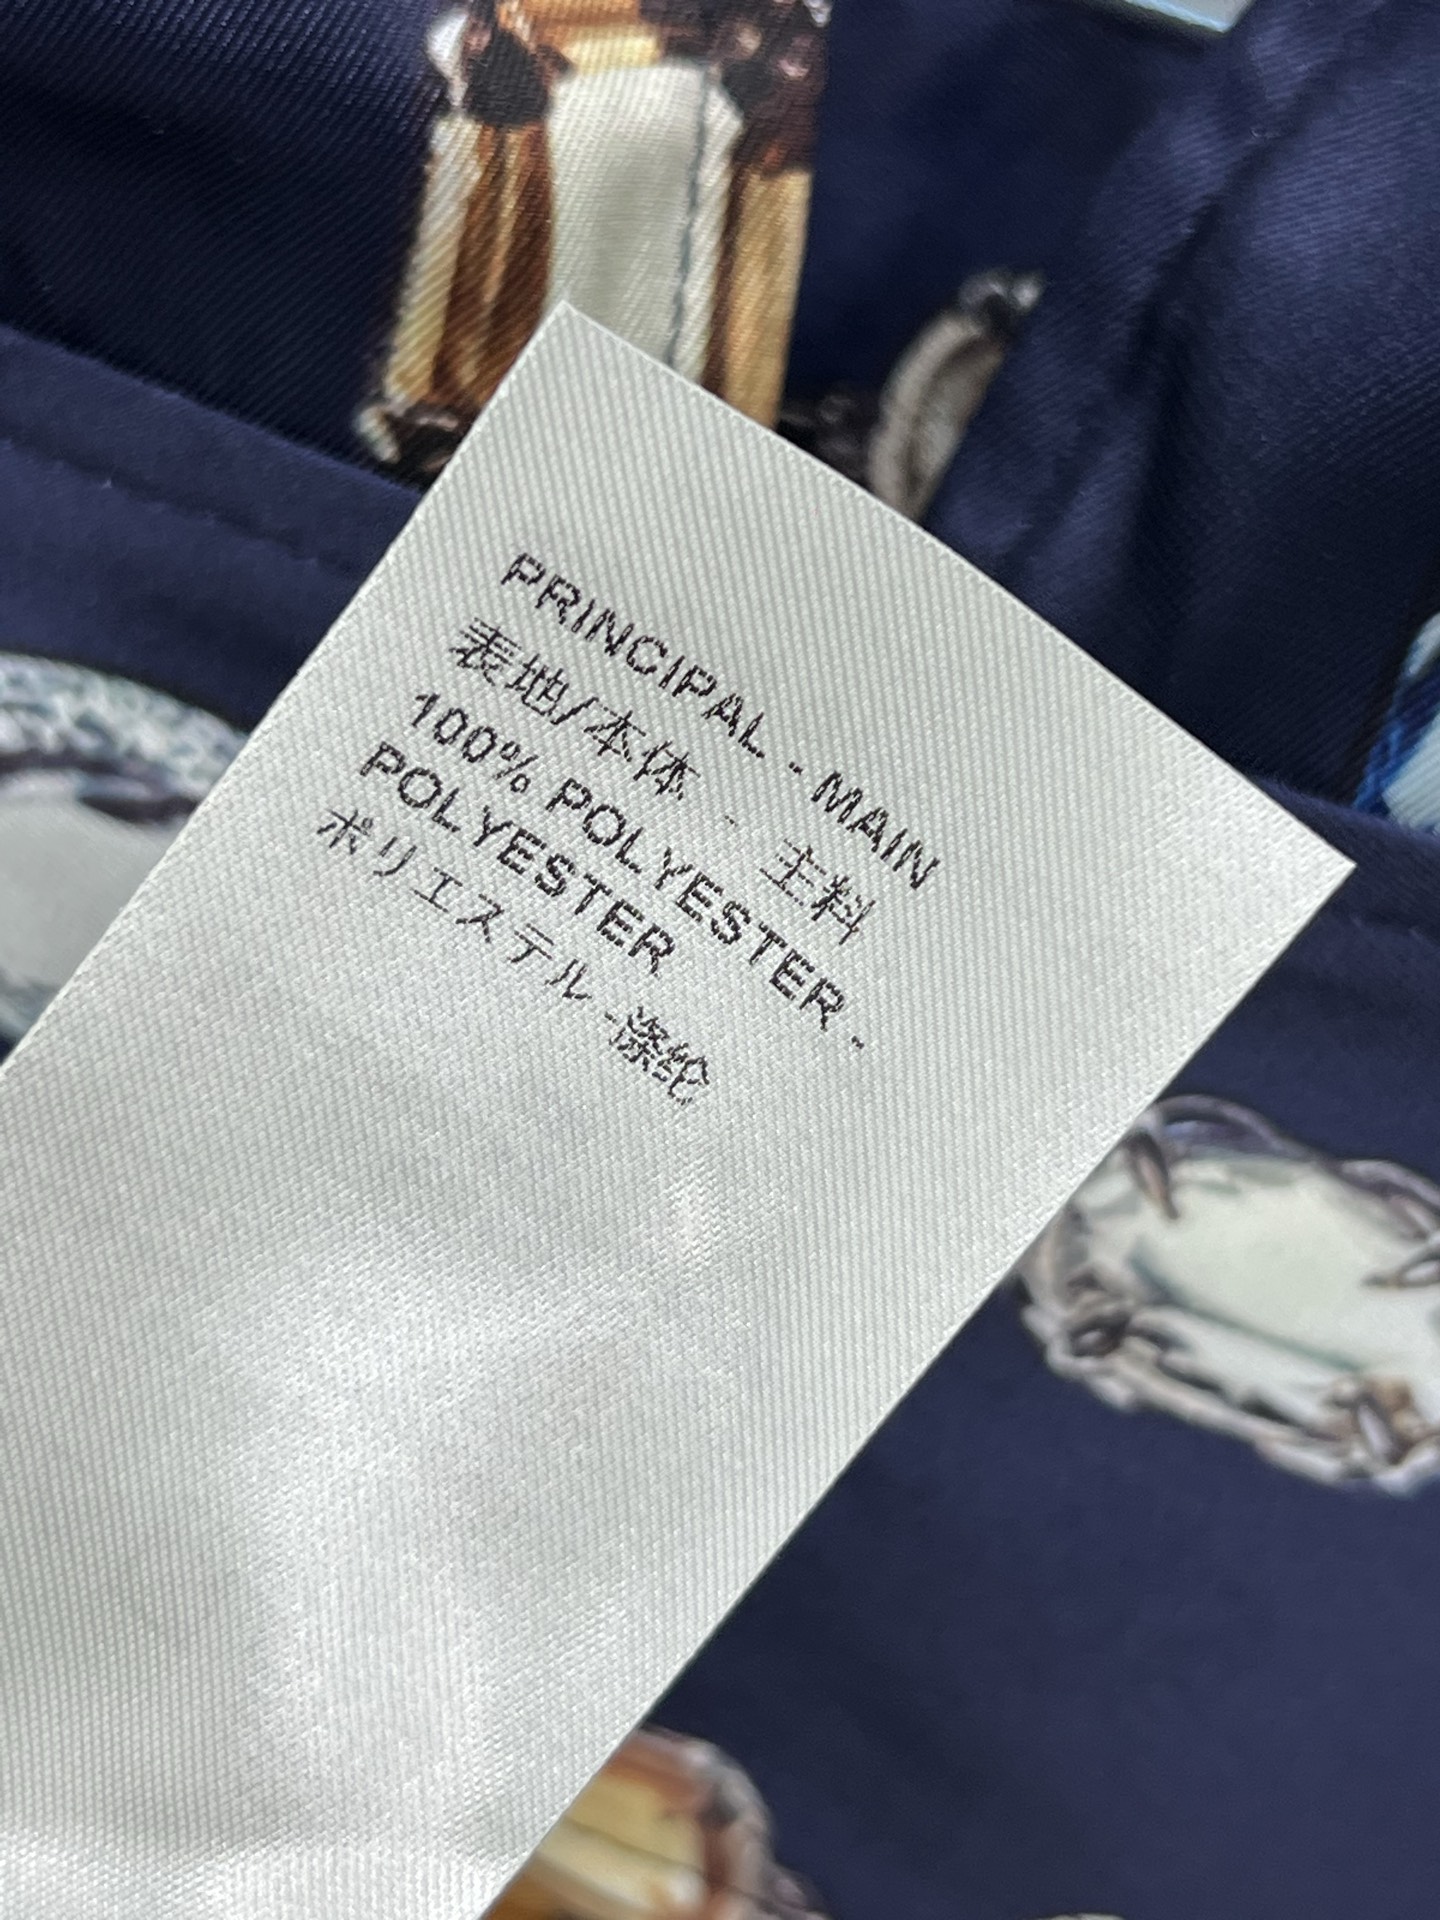 PRINCIPAL - MAIN
表地/本体 - 主料
100% POLYESTER -
POLYESTER
ポリエステル -涤纶